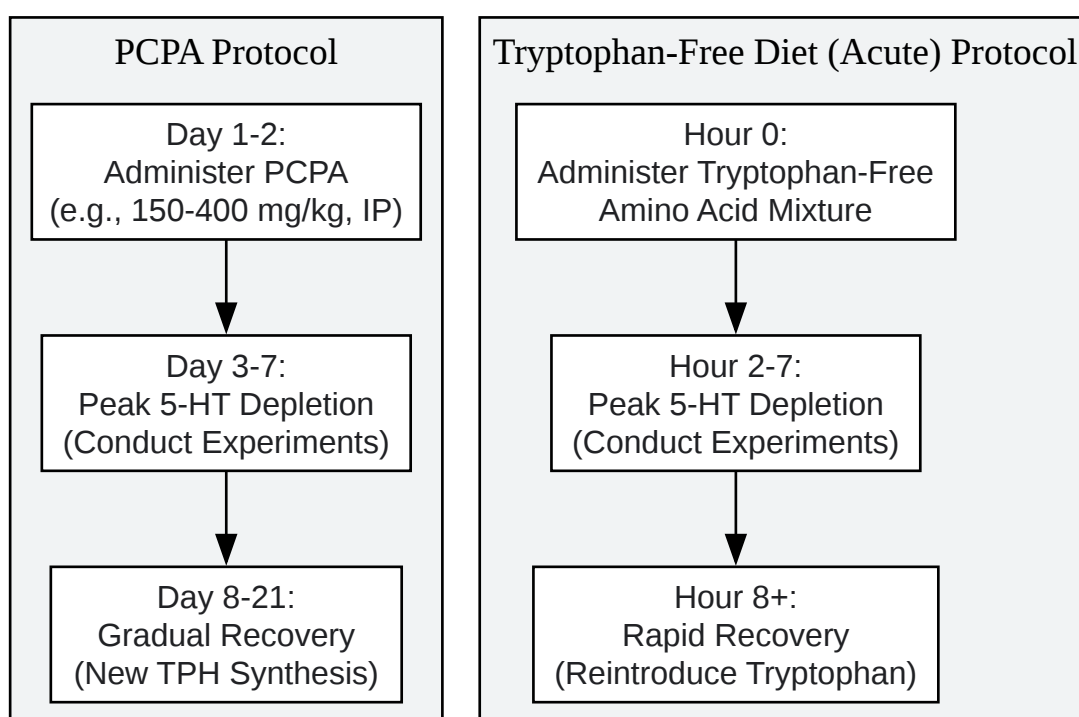 PCPA Protocol
Day 1-2:
Administer PCPA
(e.g., 150-400 mg/kg, IP)
Day 3-7:
Peak 5-HT Depletion
(Conduct Experiments)
Day 8-21:
Gradual Recovery
(New TPH Synthesis)
Tryptophan-Free Diet (Acute) Protocol
Hour 0:
Administer Tryptophan-Free
Amino Acid Mixture
Hour 2-7:
Peak 5-HT Depletion
(Conduct Experiments)
Hour 8+:
Rapid Recovery
(Reintroduce Tryptophan)